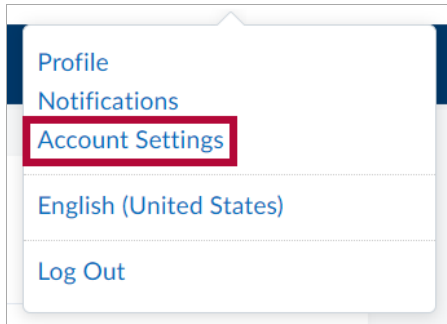 Profile
Notifications
Account Settings
English (United States)
Log Out